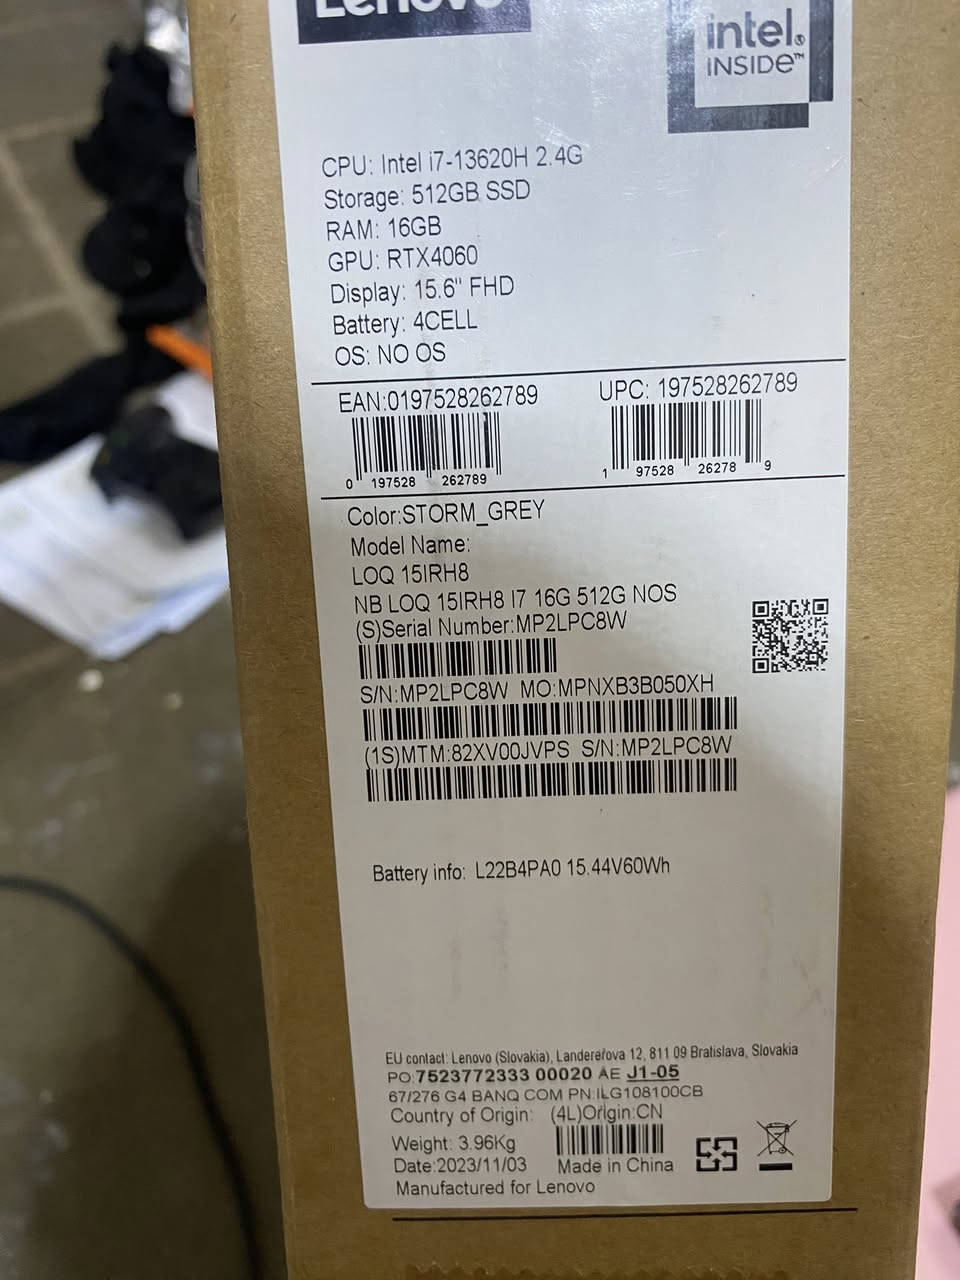 Lenovo
intel.
INSIDE™
CPU: Intel i7-13620H 2.4G
Storage: 512GB SSD
RAM: 16GB
GPU: RTX4060
Display: 15.6" FHD
Battery: 4CELL
OS: NO OS
EAN:0197528262789 UPC: 197528262789
0 197528 262789 1 97528 26278 9
Color:STORM_GREY
Model Name:
LOQ 15IRH8
NB LOQ 15IRH8 I7 16G 512G NOS
(S)Serial Number:MP2LPC8W
S/N:MP2LPC8W MO:MPNXB3B050XH
(1S)MTM:82XV00JVPS S/N:MP2LPC8W
Battery info: L22B4PA0 15.44V60Wh
EU contact: Lenovo (Slovakia), Landererova 12, 811 09 Bratislava, Slovakia
PO:7523772333 00020 AE J1-05
67/276 G4 BANQ COM PN:ILG108100CB
Country of Origin: (4L)Origin:CN
Weight: 3.96Kg
Date:2023/11/03 Made in China
Manufactured for Lenovo